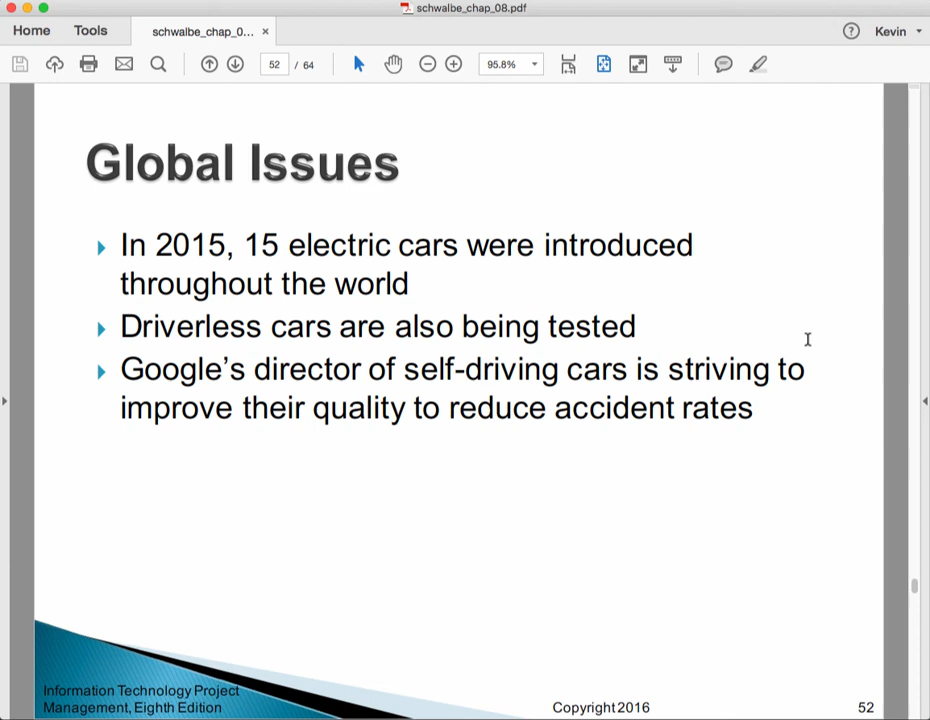 schwalbe_chap_08.pdf
Home Tools schwalbe_chap_0... × ? Kevin
52 / 64 95.8%
Global Issues
In 2015, 15 electric cars were introduced
throughout the world
Driverless cars are also being tested
Google’s director of self-driving cars is striving to
improve their quality to reduce accident rates
Information Technology Project
Management, Eighth Edition
Copyright 2016
52